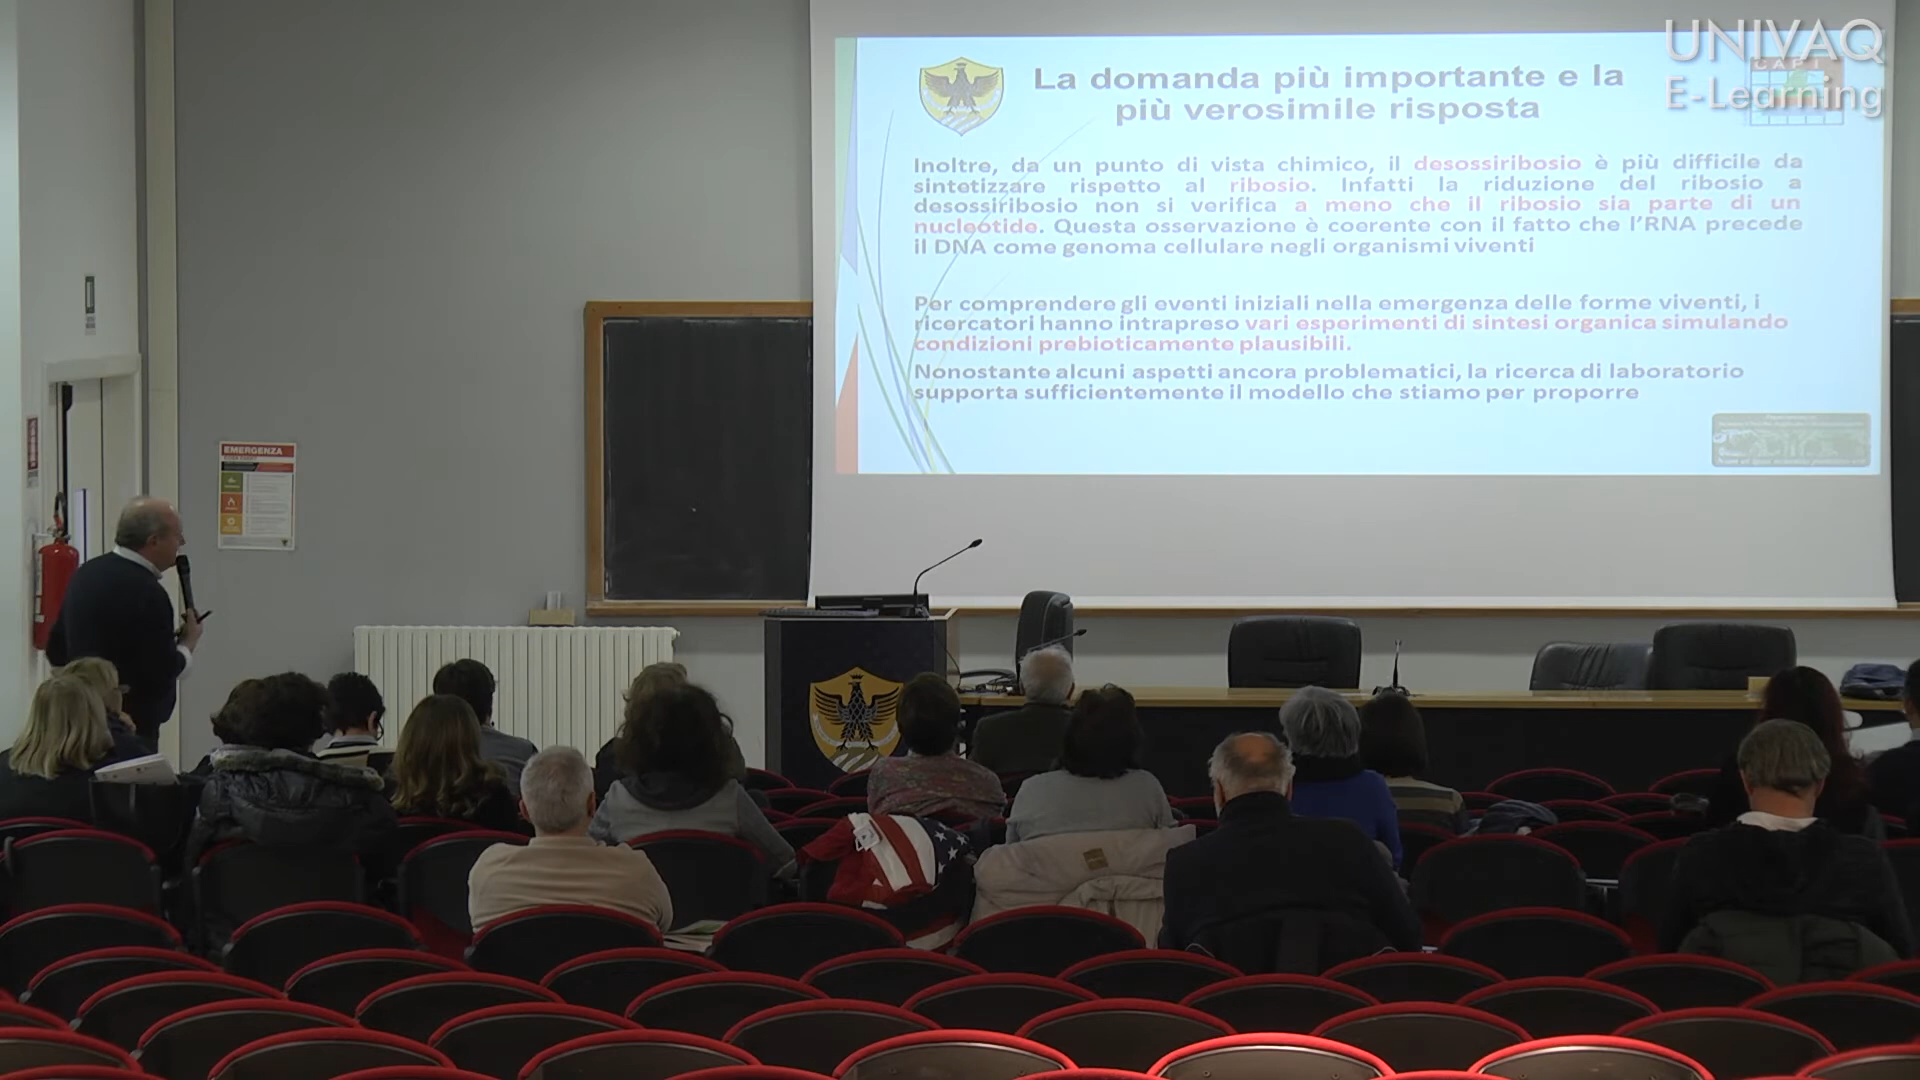 UNIVAQ
E-Learning
La domanda più importante e la
più verosimile risposta
Inoltre, da un punto di vista chimico, il desossiribosio è più difficile da
sintetizzare rispetto al ribosio. Infatti la riduzione del ribosio a
desossiribosio non si verifica a meno che il ribosio sia parte di un
nucleotide. Questa osservazione è coerente con il fatto che l'RNA precede
il DNA come genoma cellulare negli organismi viventi
Per comprendere gli eventi iniziali nella emergenza delle forme viventi, i
ricercatori hanno intrapreso vari esperimenti di sintesi organica simulando
condizioni prebioticamente plausibili.
Nonostante alcuni aspetti ancora problematici, la ricerca di laboratorio
supporta sufficientemente il modello che stiamo per proporre
EMERGENZA